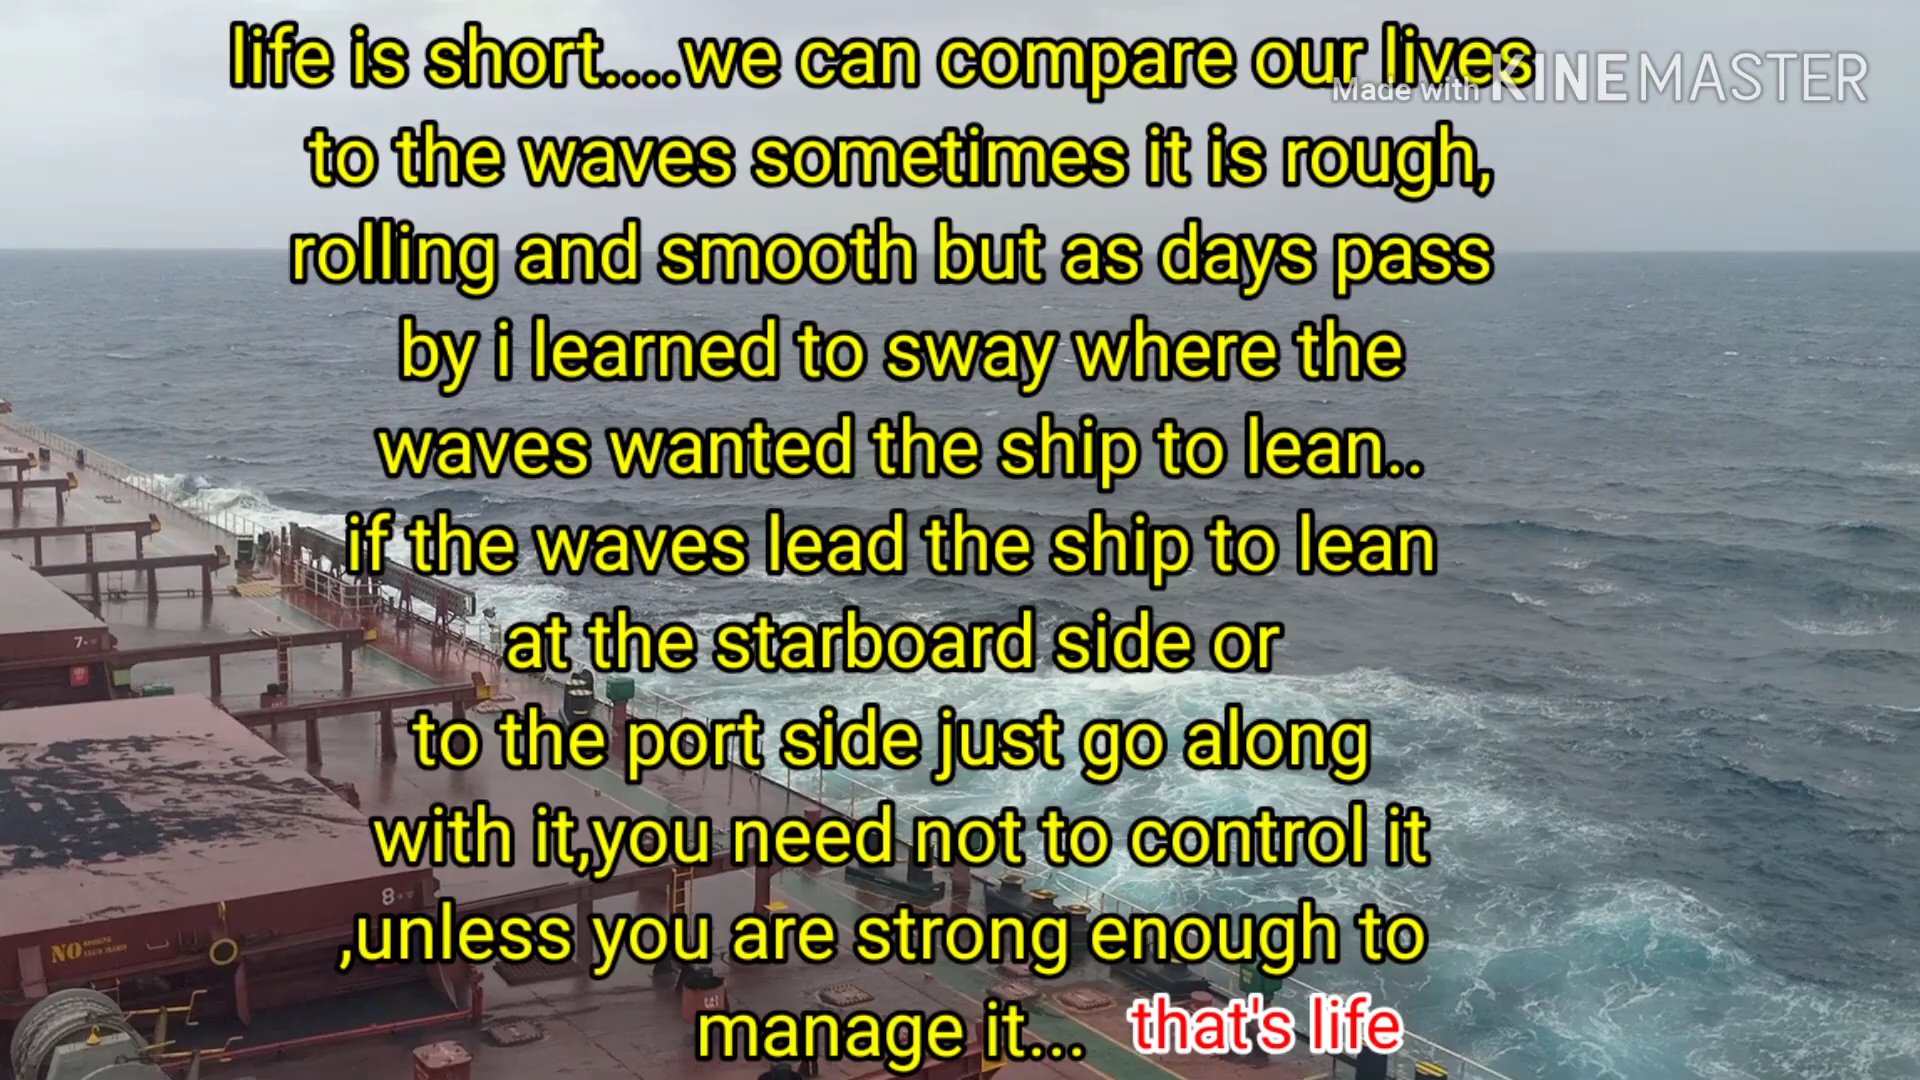 life is short....we can compare our lives
Made with KINEMASTER
to the waves sometimes it is rough,
rolling and smooth but as days pass
by i learned to sway where the
waves wanted the ship to lean..
if the waves lead the ship to lean
at the starboard side or
to the port side just go along
with it,you need not to control it
,unless you are strong enough to
manage it...
that's life
7
8
NO